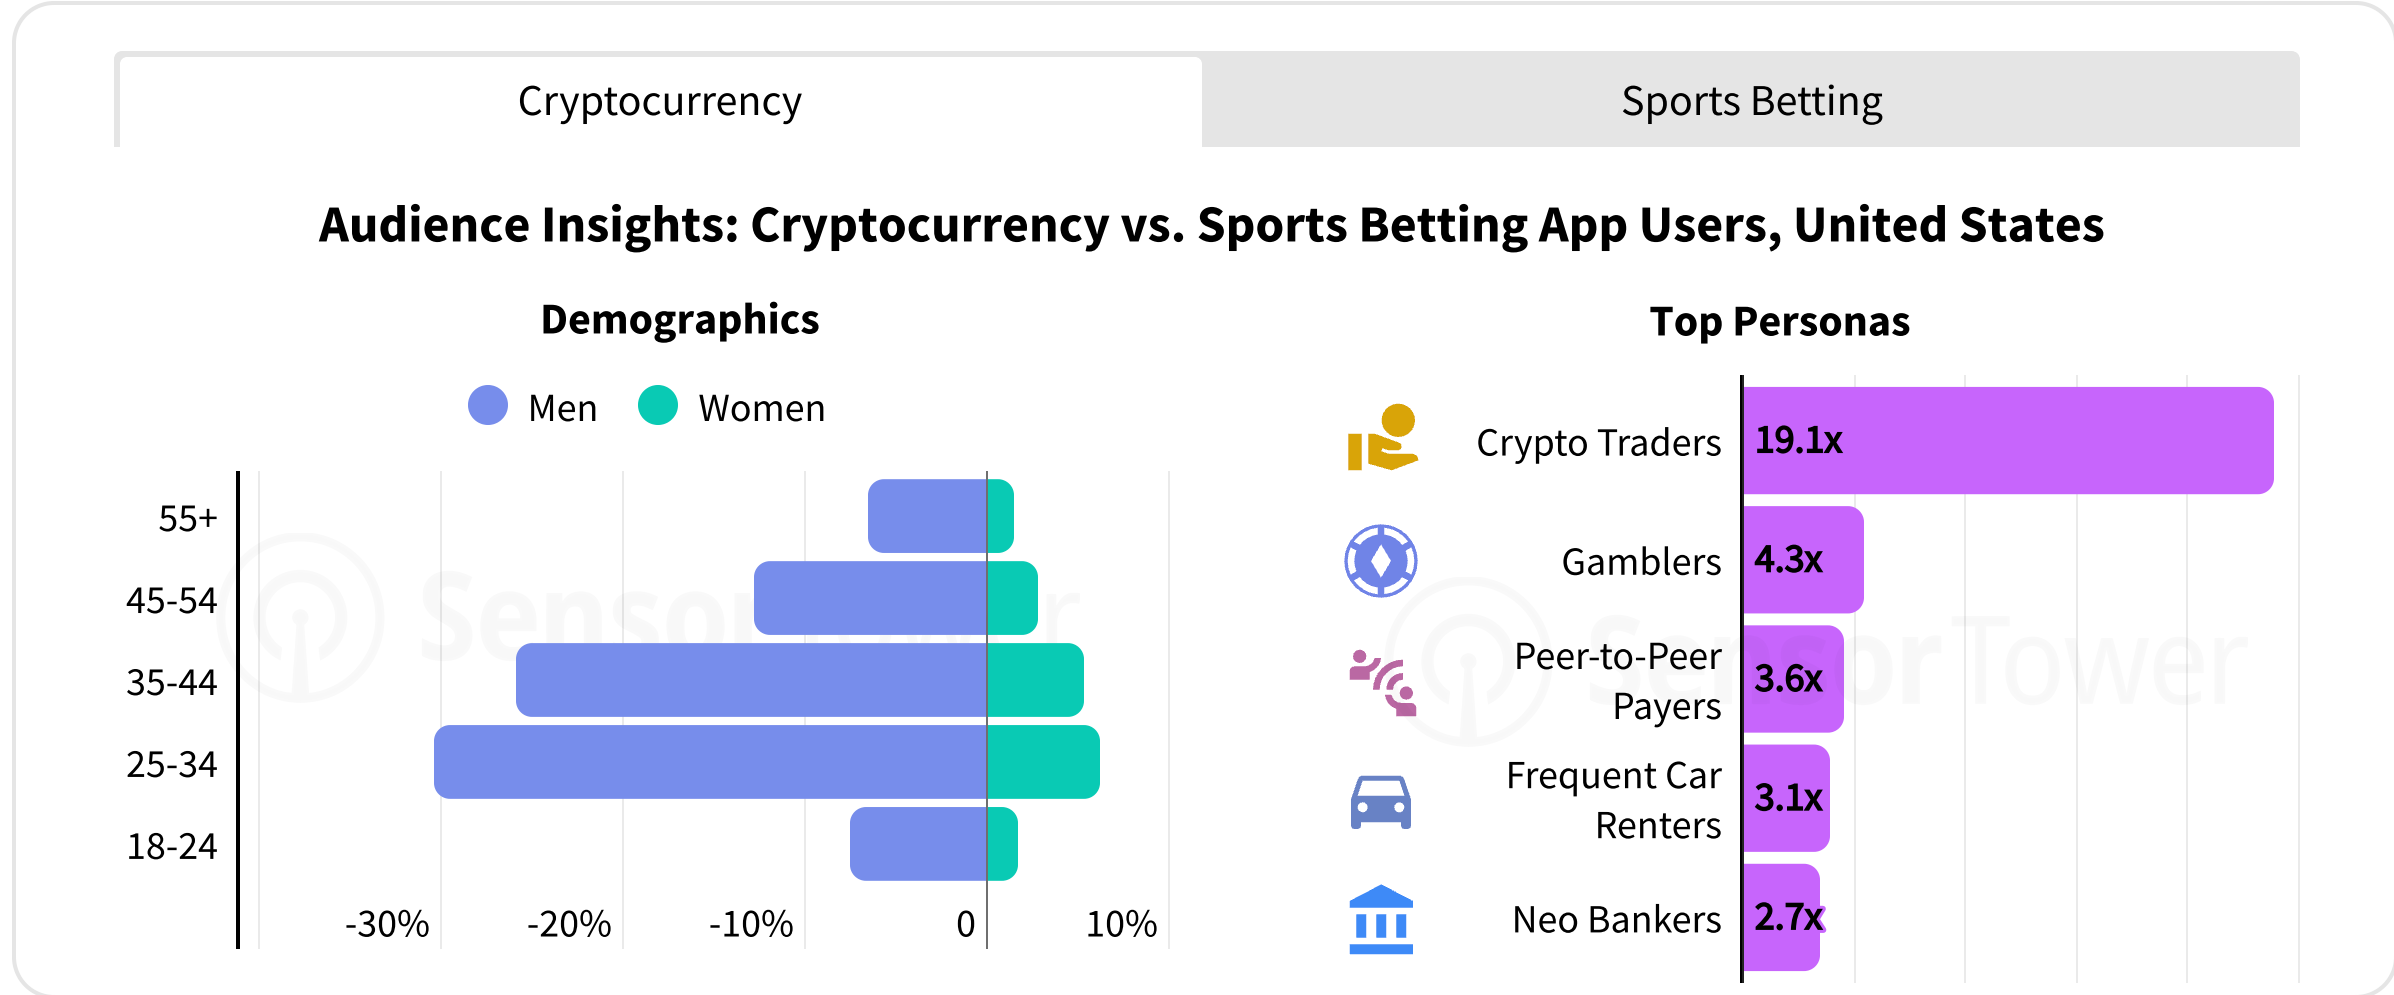 Cryptocurrency
Sports Betting
Audience Insights: Cryptocurrency vs. Sports Betting App Users, United States
Demographics
Men
Women
55+
45-54
35-44
25-34
18-24
-30%
-20%
-10%
0
10%
Top Personas
Crypto Traders
19.1x
Gamblers
4.3x
Peer-to-Peer
Payers
3.6x
Frequent Car
Renters
3.1x
Neo Bankers
2.7x
SensorTower
SensorTower